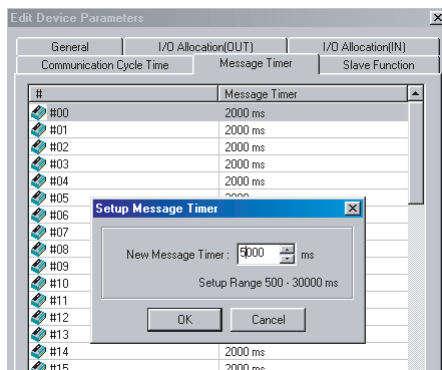 Edit Device Parameters
General I/O Allocation(OUT) I/O Allocation(IN)
Communication Cycle Time Message Timer Slave Function
# Message Timer
#00 2000 ms
#01 2000 ms
#02 2000 ms
#03 2000 ms
#04 2000 ms
#05
#06
#07
#08
#09
#10
#11
#12
#13
#14 2000 ms
#15 2000 ms
Setup Message Timer
New Message Timer : 5000 ms
Setup Range 500 - 30000 ms
OK Cancel